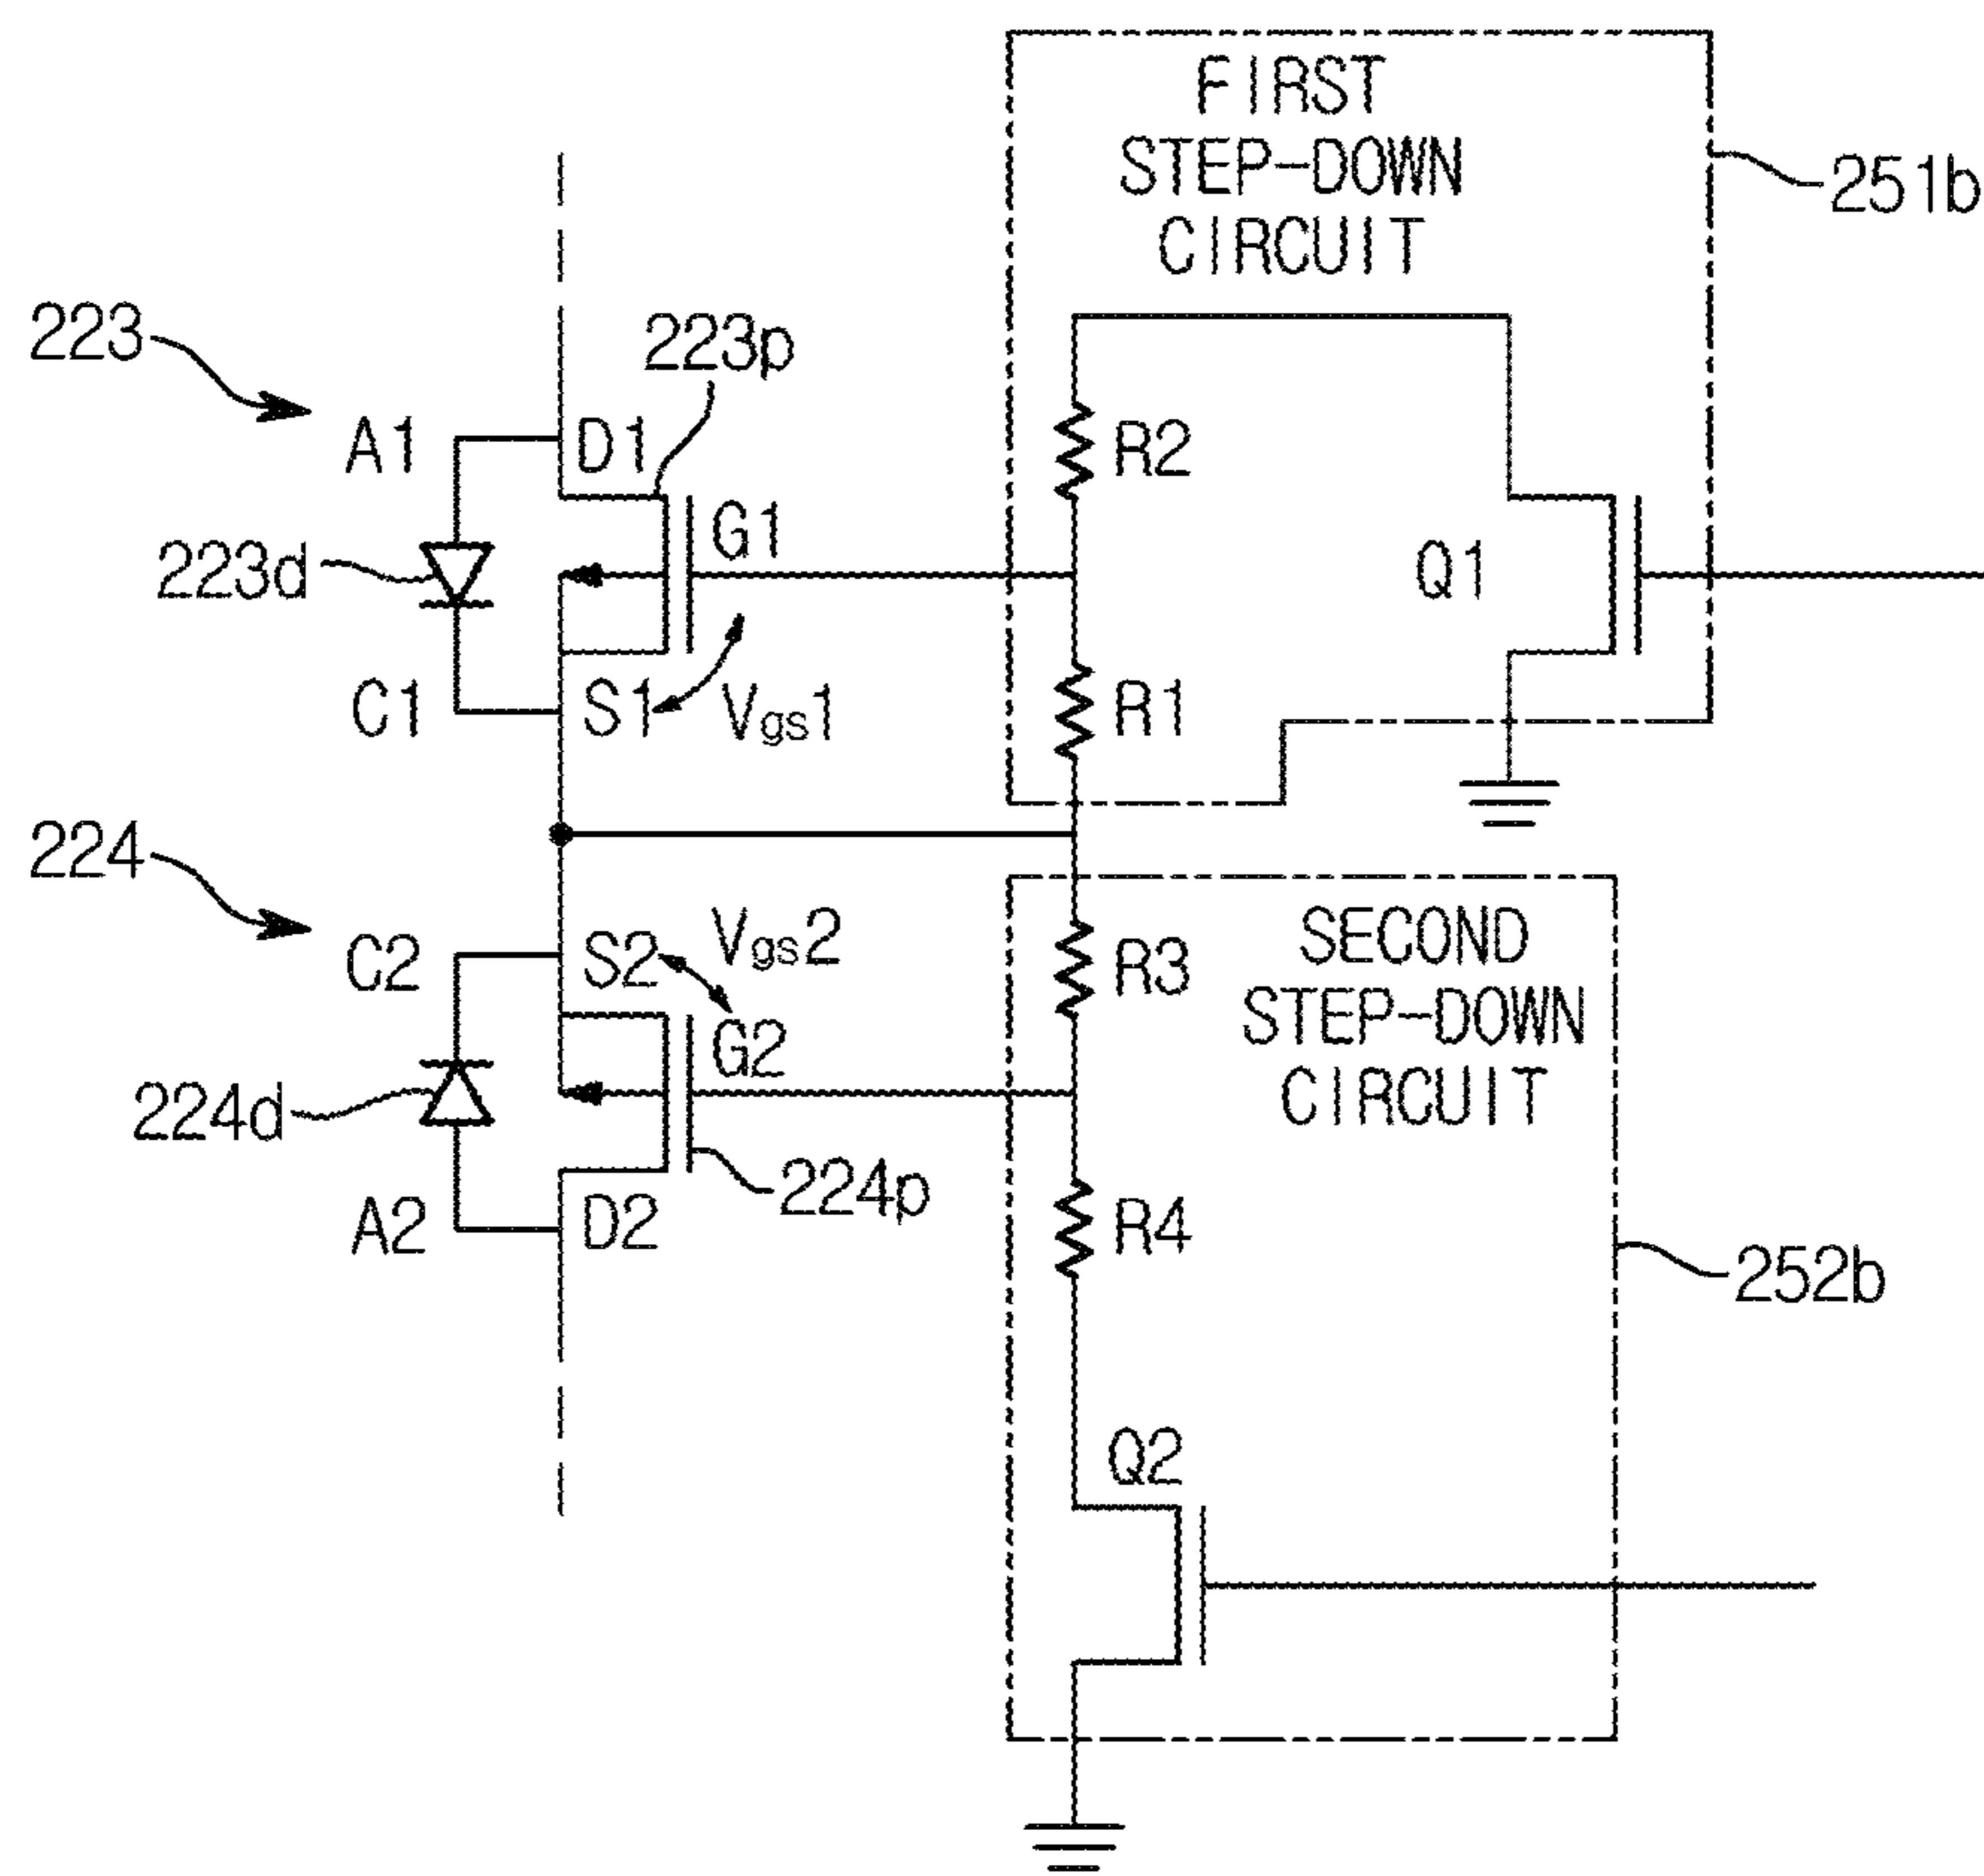 FIRST
STEP-DOWN
CIRCUIT
251b
223
223p
A1
D1
R2
G1
223d
Q1
C1
S1
Vgs1
R1
224
C2
S2
Vgs2
R3
SECOND
STEP-DOWN
CIRCUIT
G2
224d
224p
A2
D2
R4
252b
Q2